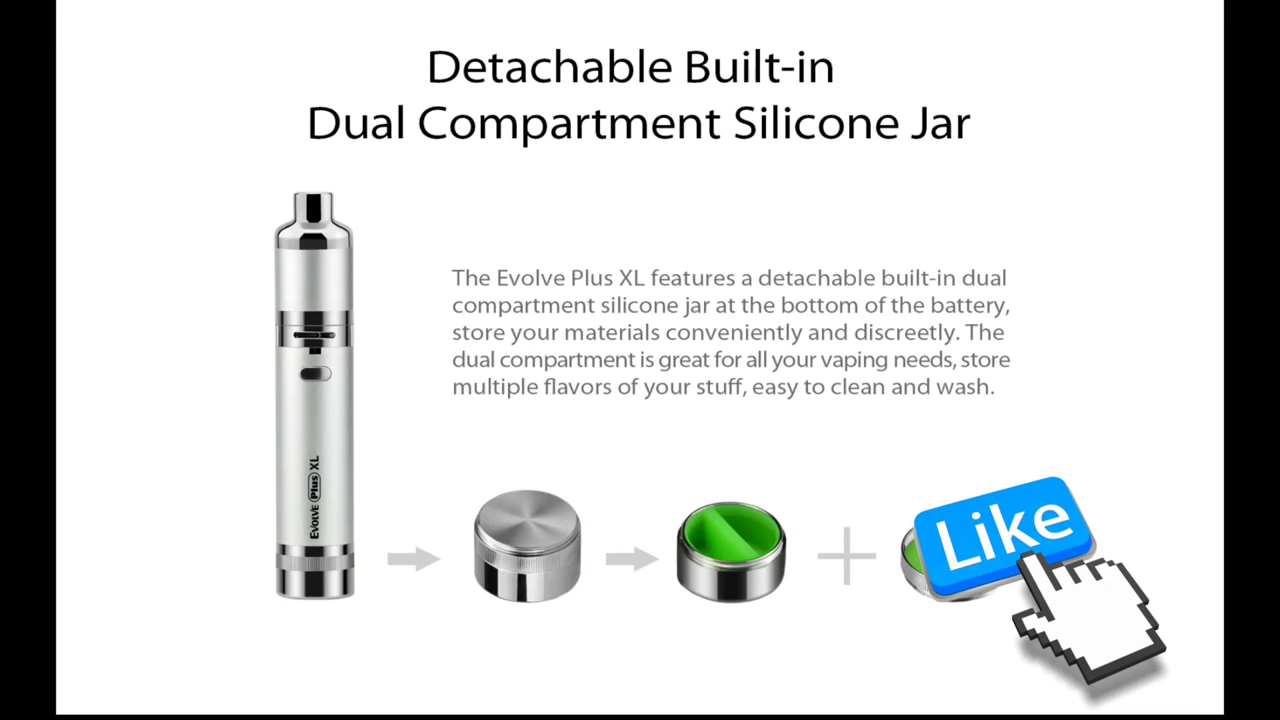 Detachable Built-in
Dual Compartment Silicone Jar
The Evolve Plus XL features a detachable built-in dual
compartment silicone jar at the bottom of the battery,
store your materials conveniently and discreetly. The
dual compartment is great for all your vaping needs, store
multiple flavors of your stuff, easy to clean and wash.
EVOLVE Plus XL
Like